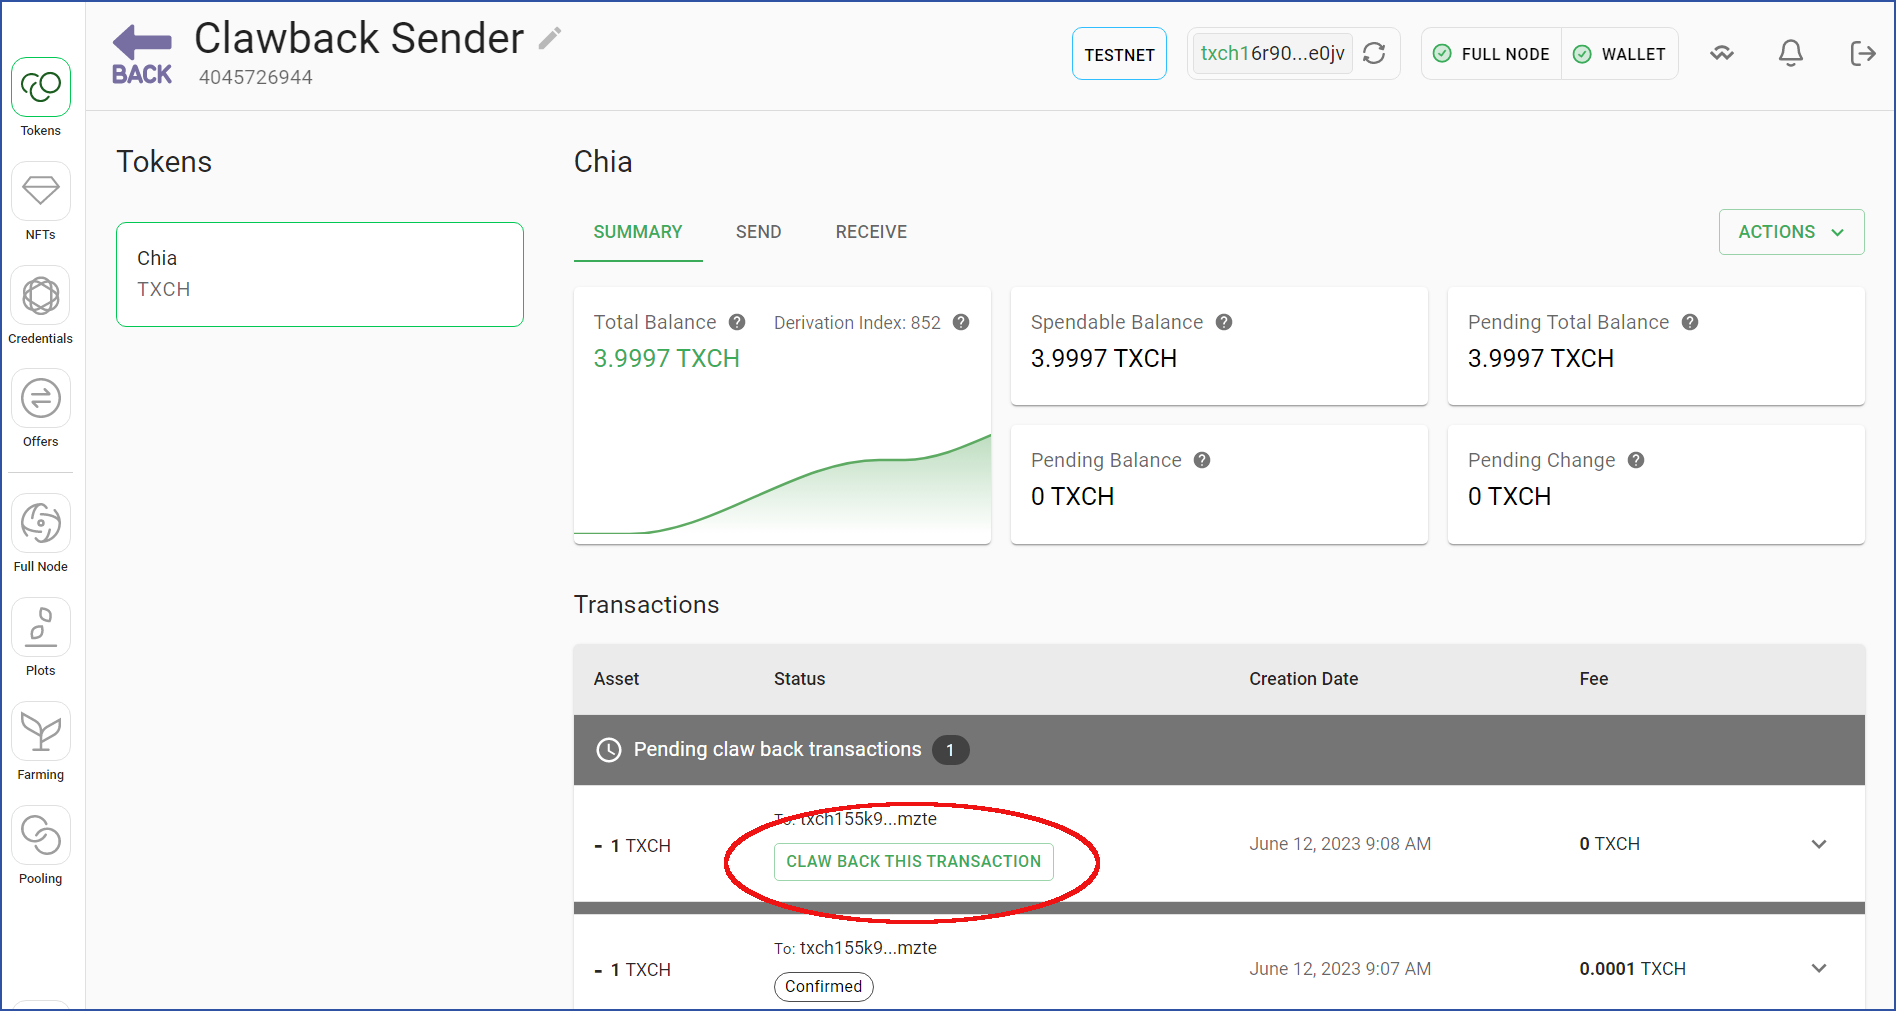 BACK
Clawback Sender
4045726944
TESTNET
txch16r90...e0jv
FULL NODE
WALLET
Tokens
NFTs
Credentials
Offers
Full Node
Plots
Farming
Pooling
Tokens
Chia
TXCH
Chia
SUMMARY
SEND
RECEIVE
ACTIONS
Total Balance
Derivation Index: 852
3.9997 TXCH
Spendable Balance
3.9997 TXCH
Pending Total Balance
3.9997 TXCH
Pending Balance
0 TXCH
Pending Change
0 TXCH
Transactions
Asset Status Creation Date Fee
Pending claw back transactions 1
To: txch155k9...mzte
- 1 TXCH
CLAW BACK THIS TRANSACTION
June 12, 2023 9:08 AM
0 TXCH
To: txch155k9...mzte
- 1 TXCH
Confirmed
June 12, 2023 9:07 AM
0.0001 TXCH